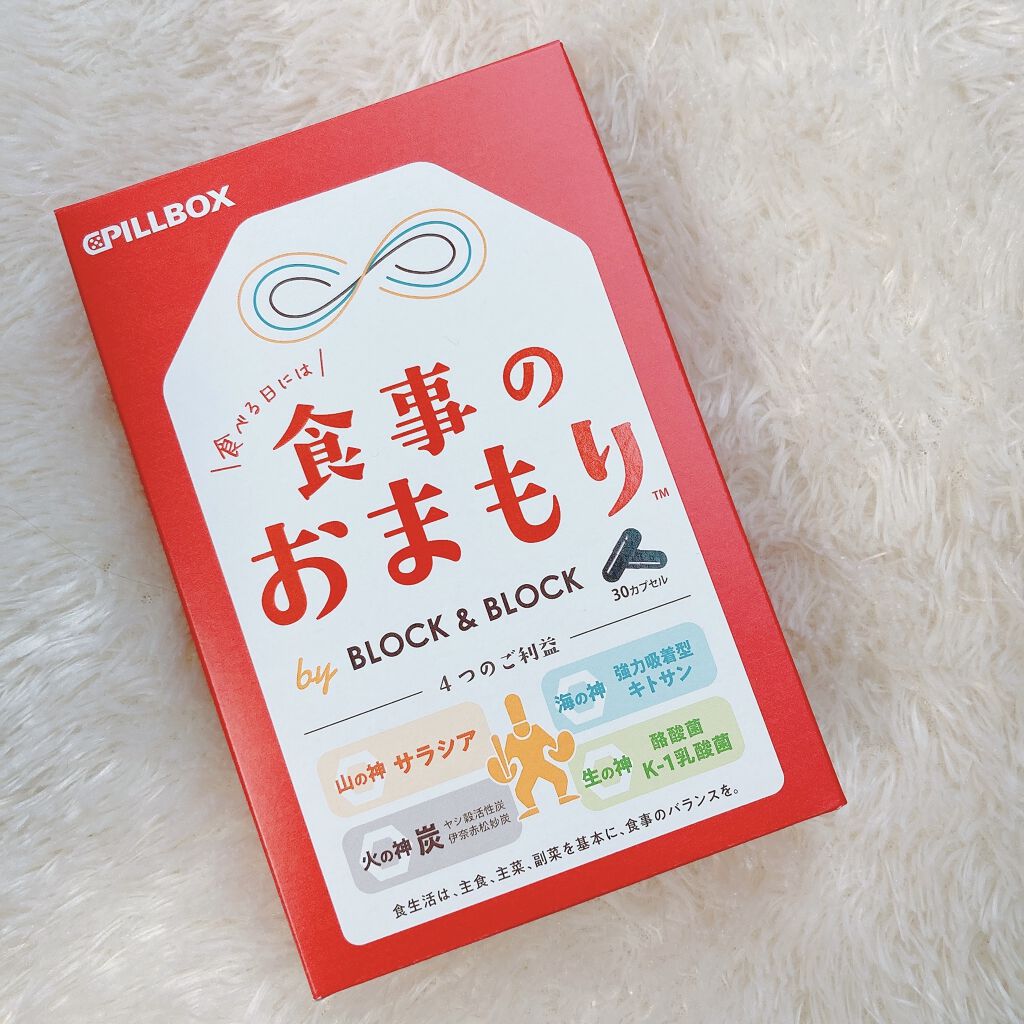 PILLBOX
食べる日には
食事の
おまもり™
by BLOCK & BLOCK
30カプセル
4つのご利益
山の神 サラシア
海の神 強力吸着型
キトサン
火の神 炭 ヤシ殻活性炭
伊奈赤松妙炭
生の神 酪酸菌
K-1乳酸菌
食生活は、主食、主菜、副菜を基本に、食事のバランスを。